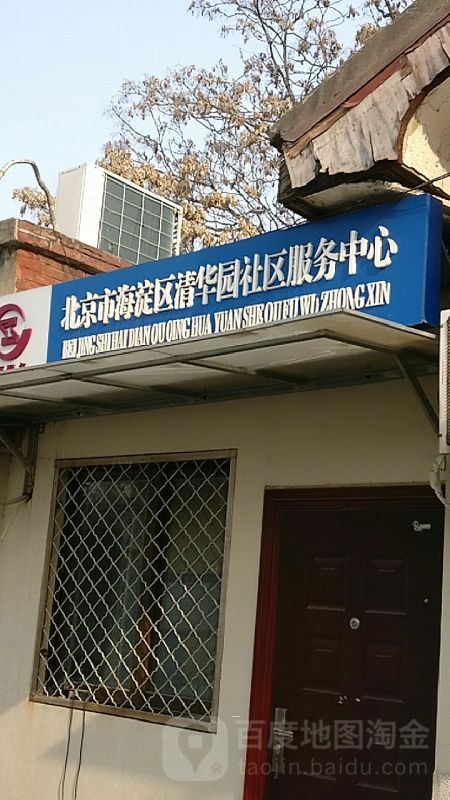 北京市海淀区清华园社区服务中心
BEI JING SHI HAI DIAN QU QING HUA YUAN SHE QU FU WU ZHONG XIN
百度地图淘金
taojin.baidu.com